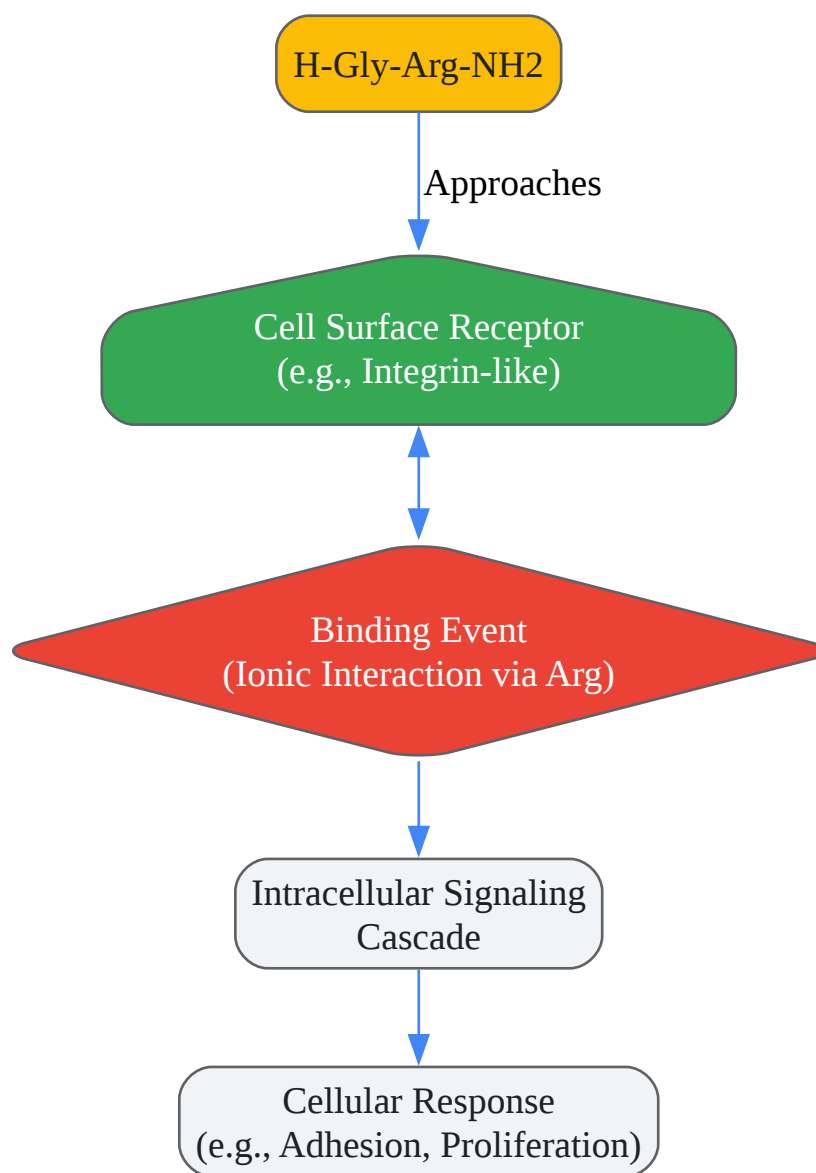 H-Gly-Arg-NH2
Approaches
Cell Surface Receptor
(e.g., Integrin-like)
Binding Event
(Ionic Interaction via Arg)
Intracellular Signaling
Cascade
Cellular Response
(e.g., Adhesion, Proliferation)